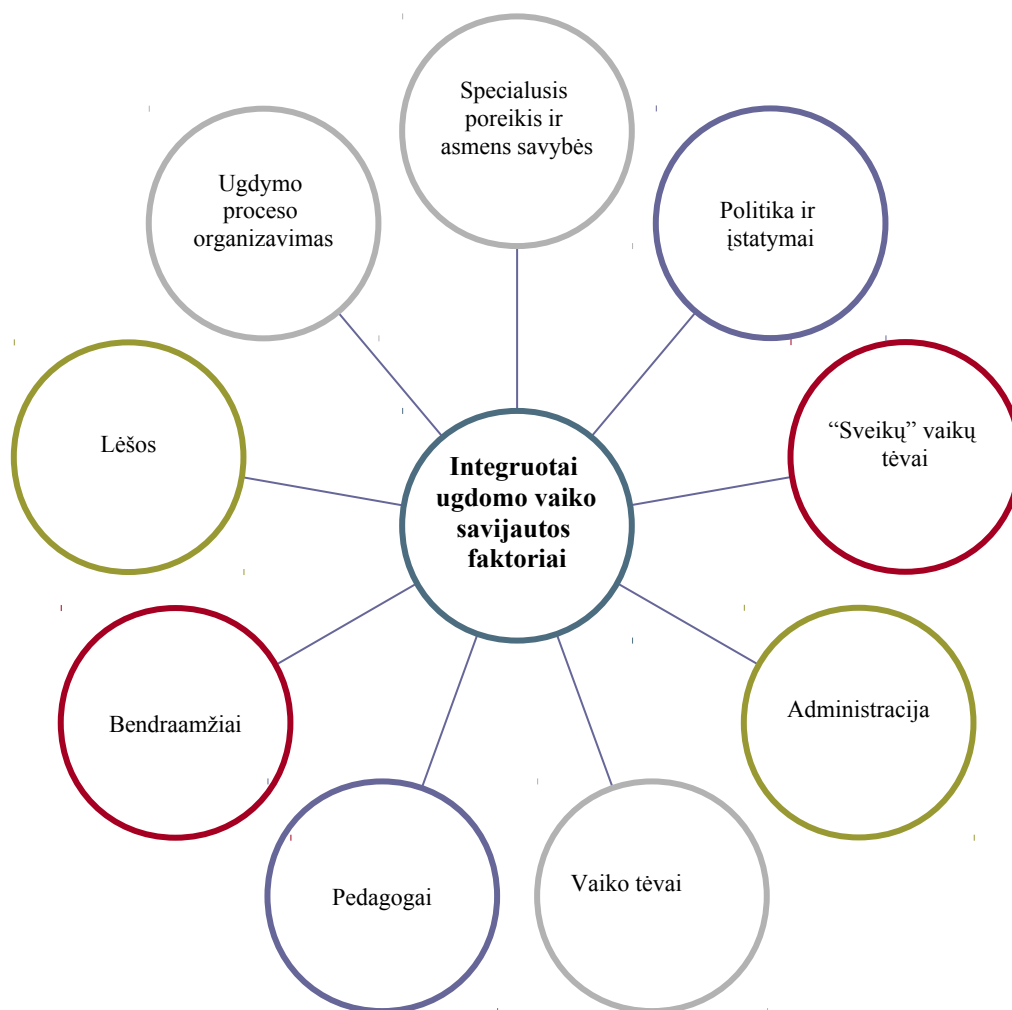 Specialusis
poreikis ir
asmens savybės
Ugdymo
proceso
organizavimas
Politika ir
įstatymai
Lėšos
“Sveikų” vaikų
tėvai
Integruotai
ugdomo vaiko
savijautos
faktoriai
Bendraamžiai
Administracija
Pedagogai
Vaiko tėvai